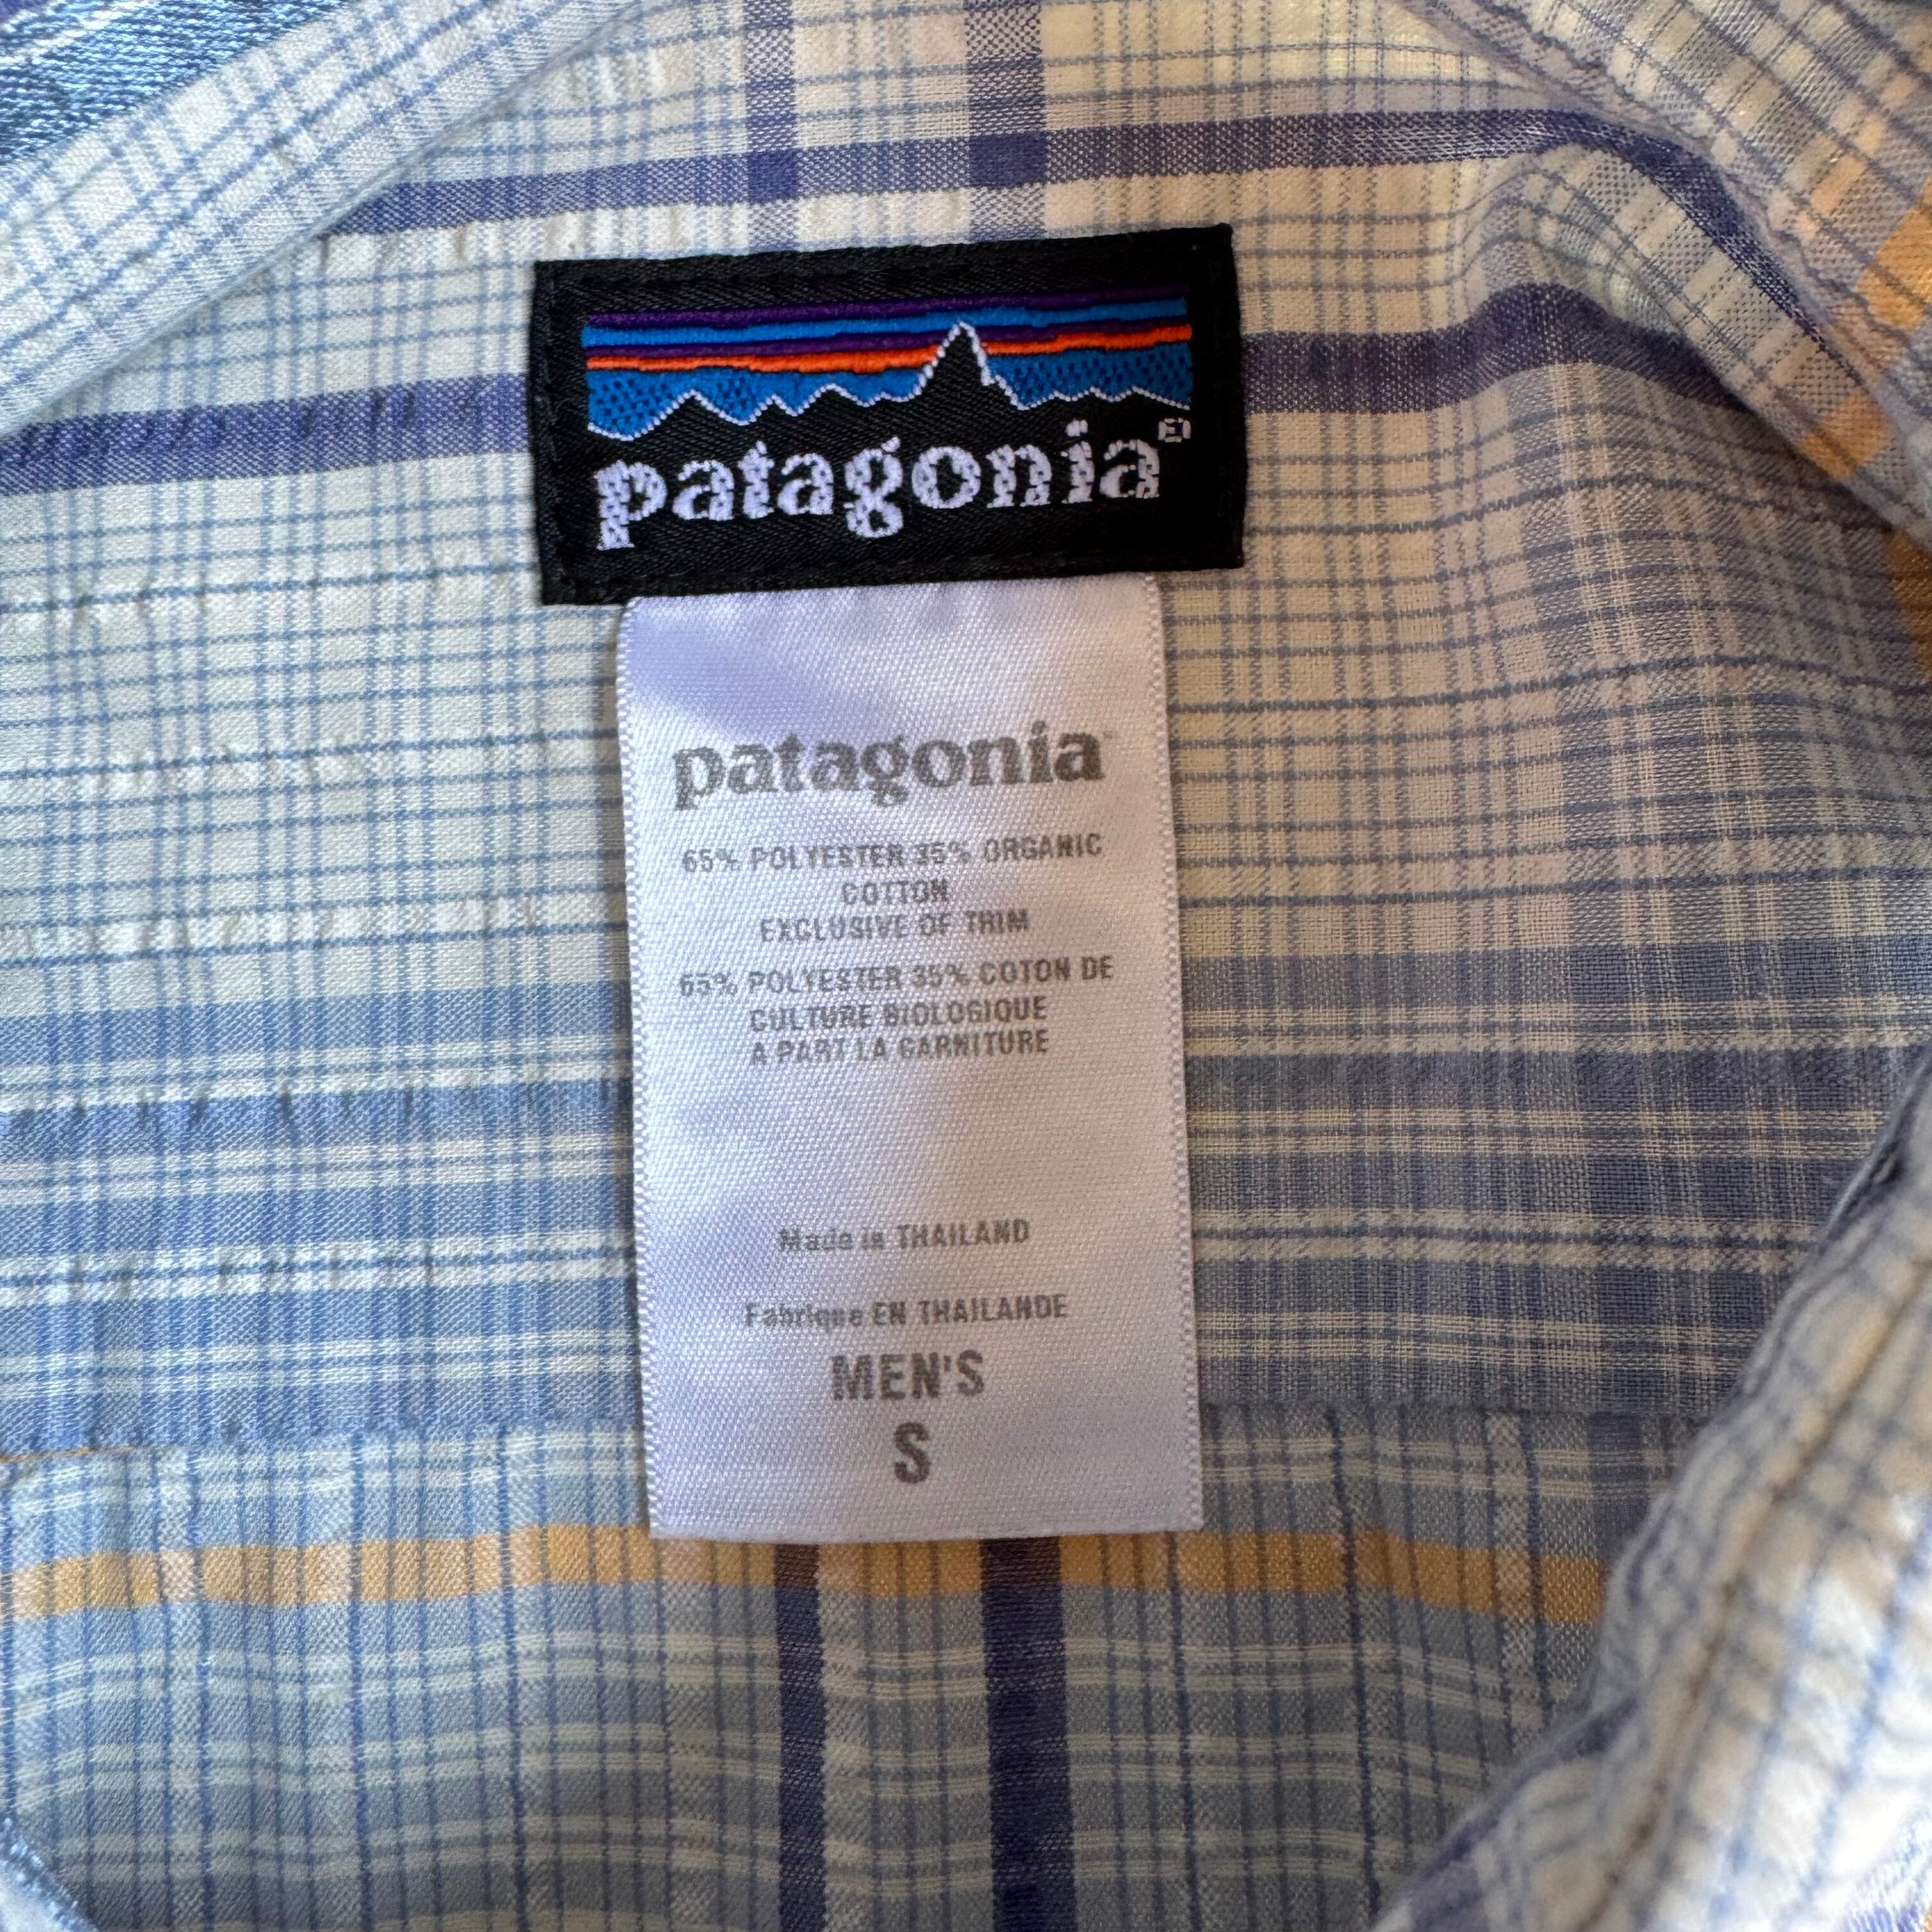 patagonia
patagonia
65% POLYESTER 35% ORGANIC
COTTON
EXCLUSIVE OF TRIM
65% POLYESTER 35% COTON DE
CULTURE BIOLOGIQUE
A PART LA GARNITURE
Made in THAILAND
Fabrique EN THAILANDE
MEN'S
S